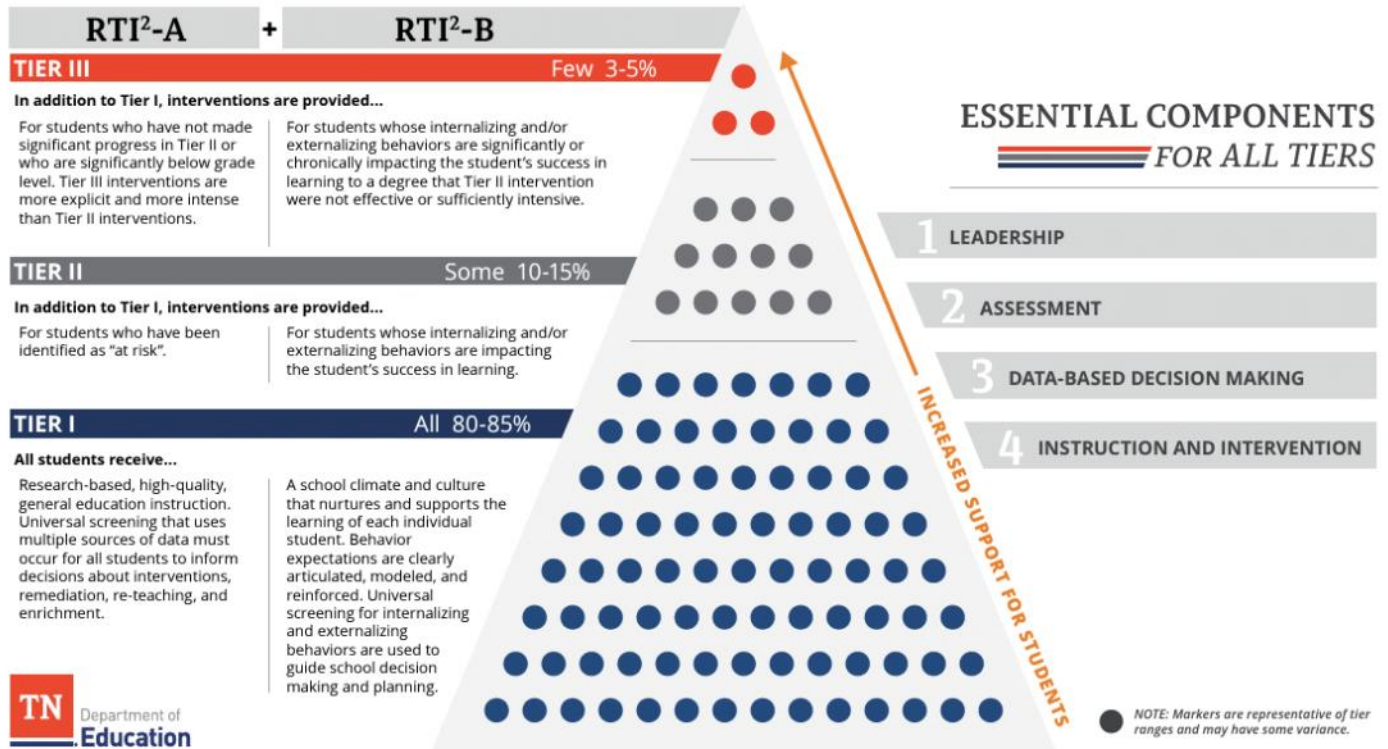 RTI²-A + RTI²-B
TIER III Few 3-5%
In addition to Tier I, interventions are provided...
For students who have not made
significant progress in Tier II or
who are significantly below grade
level. Tier III interventions are
more explicit and more intense
than Tier II interventions.
For students whose internalizing and/or
externalizing behaviors are significantly or
chronically impacting the student's success in
learning to a degree that Tier II intervention
were not effective or sufficiently intensive.
TIER II Some 10-15%
In addition to Tier I, interventions are provided...
For students who have been
identified as "at risk".
For students whose internalizing and/or
externalizing behaviors are impacting
the student's success in learning.
TIER I All 80-85%
All students receive...
Research-based, high-quality,
general education instruction.
Universal screening that uses
multiple sources of data must
occur for all students to inform
decisions about interventions,
remediation, re-teaching, and
enrichment.
A school climate and culture
that nurtures and supports the
learning of each individual
student. Behavior
expectations are clearly
articulated, modeled, and
reinforced. Universal
screening for internalizing
and externalizing
behaviors are used to
guide school decision
making and planning.
TN
Department of
Education
INCREASED SUPPORT FOR STUDENTS
ESSENTIAL COMPONENTS
FOR ALL TIERS
1 LEADERSHIP
2 ASSESSMENT
3 DATA-BASED DECISION MAKING
4 INSTRUCTION AND INTERVENTION
NOTE: Markers are representative of tier
ranges and may have some variance.